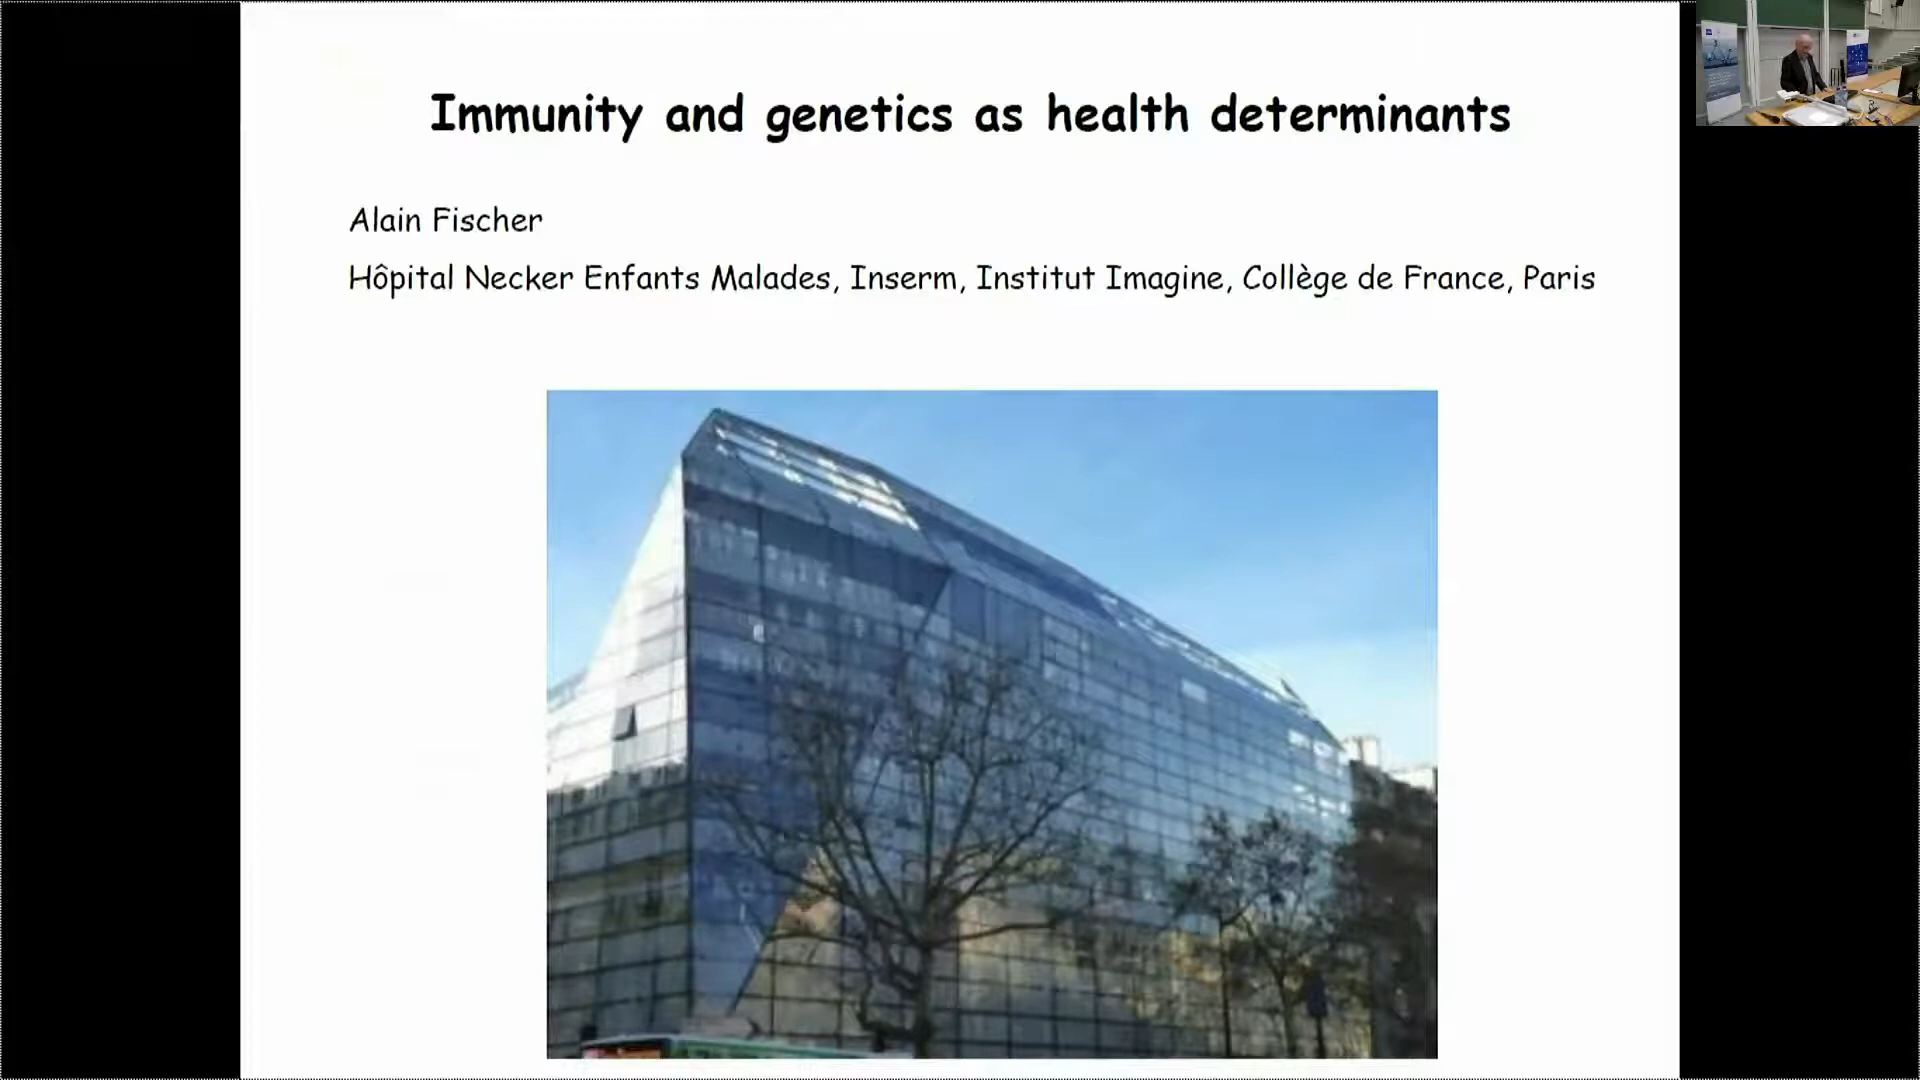 Immunity and genetics as health determinants
Alain Fischer
Hôpital Necker Enfants Malades, Inserm, Institut Imagine, Collège de France, Paris